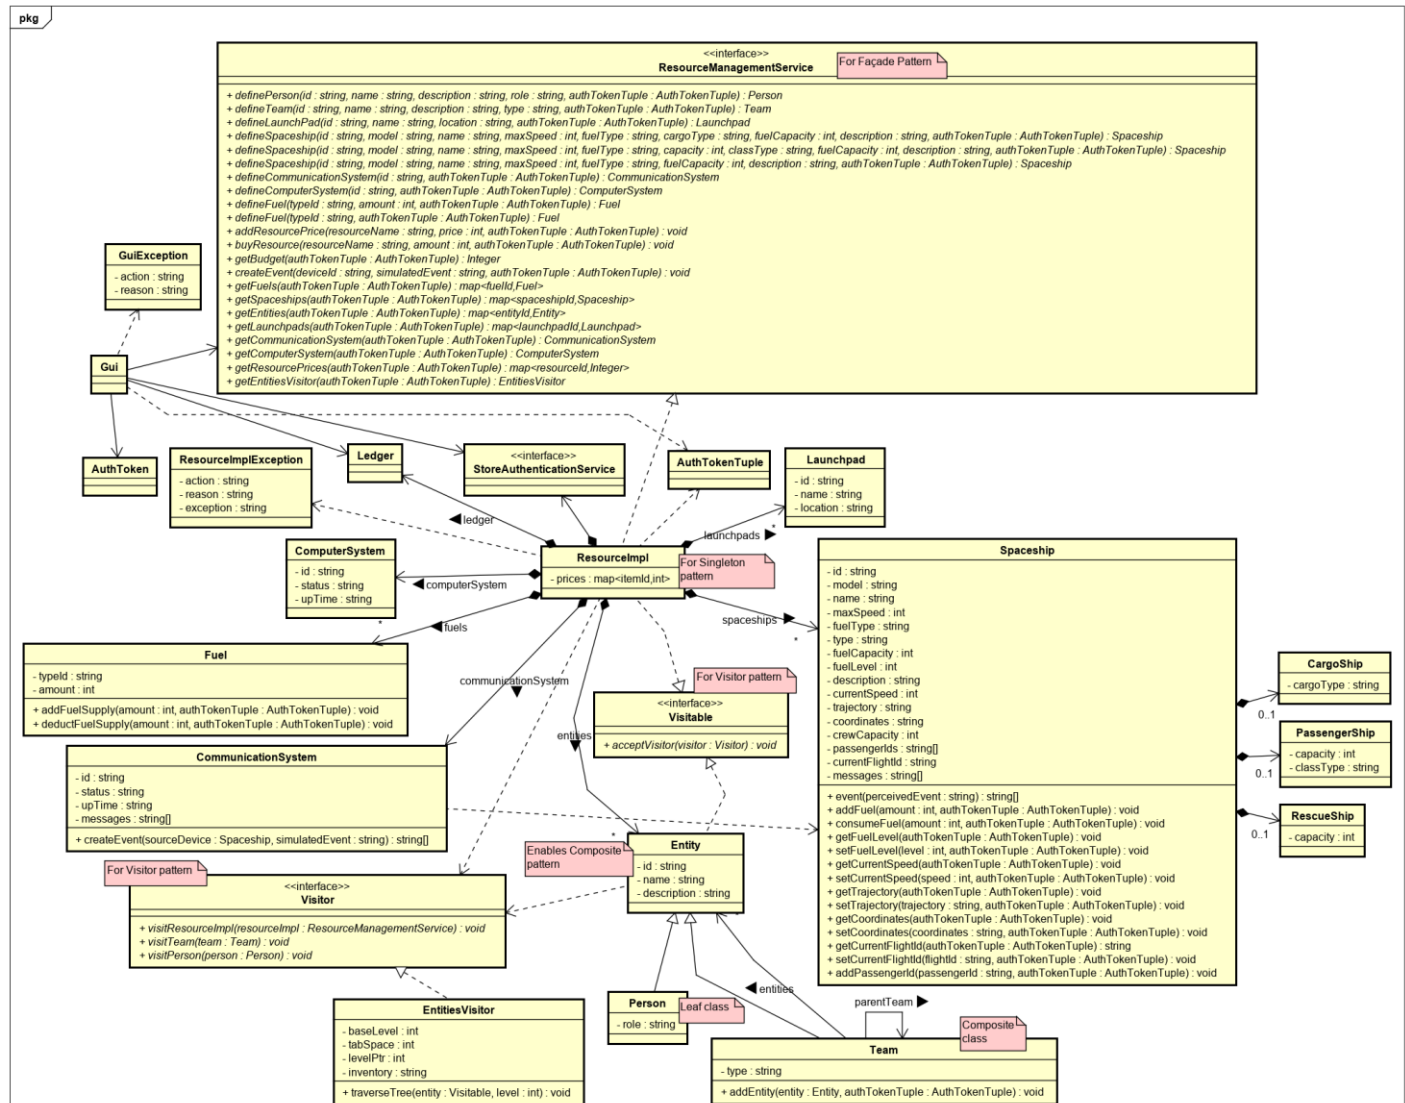 pkg
<<interface>>
ResourceManagementService
For Façade Pattern
+ definePerson(id : string, name : string, description : string, role : string, authTokenTuple : AuthTokenTuple) : Person
+ defineTeam(id : string, name : string, description : string, type : string, authTokenTuple : AuthTokenTuple) : Team
+ defineLaunchPad(id : string, name : string, location : string, authTokenTuple : AuthTokenTuple) : Launchpad
+ defineSpaceship(id : string, model : string, name : string, maxSpeed : int, fuelType : string, cargoType : string, fuelCapacity : int, description : string, authTokenTuple : AuthTokenTuple) : Spaceship
+ defineSpaceship(id : string, model : string, name : string, maxSpeed : int, fuelType : string, capacity : int, classType : string, fuelCapacity : int, description : string, authTokenTuple : AuthTokenTuple) : Spaceship
+ defineSpaceship(id : string, model : string, name : string, maxSpeed : int, fuelType : string, fuelCapacity : int, description : string, authTokenTuple : AuthTokenTuple) : Spaceship
+ defineCommunicationSystem(id : string, authTokenTuple : AuthTokenTuple) : CommunicationSystem
+ defineComputerSystem(id : string, authTokenTuple : AuthTokenTuple) : ComputerSystem
+ defineFuel(typeId : string, amount : int, authTokenTuple : AuthTokenTuple) : Fuel
+ defineFuel(typeId : string, authTokenTuple : AuthTokenTuple) : Fuel
+ addResourcePrice(resourceName : string, price : int, authTokenTuple : AuthTokenTuple) : void
+ buyResource(resourceName : string, amount : int, authTokenTuple : AuthTokenTuple) : void
+ getBudget(authTokenTuple : AuthTokenTuple) : Integer
+ createEvent(deviceId : string, simulatedEvent : string, authTokenTuple : AuthTokenTuple) : void
+ getFuels(authTokenTuple : AuthTokenTuple) : map<fuelId,Fuel>
+ getSpaceships(authTokenTuple : AuthTokenTuple) : map<spaceshipId,Spaceship>
+ getEntities(authTokenTuple : AuthTokenTuple) : map<entityId,Entity>
+ getLaunchpads(authTokenTuple : AuthTokenTuple) : map<launchpadId,Launchpad>
+ getCommunicationSystem(authTokenTuple : AuthTokenTuple) : CommunicationSystem
+ getComputerSystem(authTokenTuple : AuthTokenTuple) : ComputerSystem
+ getResourcePrices(authTokenTuple : AuthTokenTuple) : map<resourceId,Integer>
+ getEntitiesVisitor(authTokenTuple : AuthTokenTuple) : EntitiesVisitor
GuiException
- action : string
- reason : string
Gui
AuthToken
ResourceImplException
- action : string
- reason : string
- exception : string
Ledger
<<interface>>
StoreAuthenticationService
AuthTokenTuple
Launchpad
- id : string
- name : string
- location : string
◀ledger
launchpads ▶
*
ComputerSystem
- id : string
- status : string
- upTime : string
◀computerSystem
ResourceImpl
- prices : map<itemId,int>
For Singleton
pattern
spaceships ▶
*
*
◀fuels
Fuel
- typeId : string
- amount : int
+ addFuelSupply(amount : int, authTokenTuple : AuthTokenTuple) : void
+ deductFuelSupply(amount : int, authTokenTuple : AuthTokenTuple) : void
communicationSystem
▼
Spaceship
- id : string
- model : string
- name : string
- maxSpeed : int
- fuelType : string
- type : string
- fuelCapacity : int
- fuelLevel : int
- description : string
- currentSpeed : int
- trajectory : string
- coordinates : string
- crewCapacity : int
- passengerIds : string[]
- currentFlightId : string
- messages : string[]
+ event(perceivedEvent : string) : string[]
+ addFuel(amount : int, authTokenTuple : AuthTokenTuple) : void
+ consumeFuel(amount : int, authTokenTuple : AuthTokenTuple) : void
+ getFuelLevel(authTokenTuple : AuthTokenTuple) : void
+ setFuelLevel(level : int, authTokenTuple : AuthTokenTuple) : void
+ getCurrentSpeed(authTokenTuple : AuthTokenTuple) : void
+ setCurrentSpeed(speed : int, authTokenTuple : AuthTokenTuple) : void
+ getTrajectory(authTokenTuple : AuthTokenTuple) : void
+ setTrajectory(trajectory : string, authTokenTuple : AuthTokenTuple) : void
+ getCoordinates(authTokenTuple : AuthTokenTuple) : void
+ setCoordinates(coordinates : string, authTokenTuple : AuthTokenTuple) : void
+ getCurrentFlightId(authTokenTuple : AuthTokenTuple) : string
+ setCurrentFlightId(flightId : string, authTokenTuple : AuthTokenTuple) : void
+ addPassengerId(passengerId : string, authTokenTuple : AuthTokenTuple) : void
CargoShip
- cargoType : string
0..1
PassengerShip
- capacity : int
- classType : string
0..1
RescueShip
- capacity : int
0..1
For Visitor pattern
<<interface>>
Visitable
+ acceptVisitor(visitor : Visitor) : void
entities
▼
CommunicationSystem
- id : string
- status : string
- upTime : string
- messages : string[]
+ createEvent(sourceDevice : Spaceship, simulatedEvent : string) : string[]
*
Enables Composite
pattern
Entity
- id : string
- name : string
- description : string
For Visitor pattern
<<interface>>
Visitor
+ visitResourceImpl(resourceImpl : ResourceManagementService) : void
+ visitTeam(team : Team) : void
+ visitPerson(person : Person) : void
EntitiesVisitor
- baseLevel : int
- tabSpace : int
- levelPtr : int
- inventory : string
+ traverseTree(entity : Visitable, level : int) : void
Person
- role : string
Leaf class
◀entities
parentTeam ▶
Composite
class
Team
- type : string
+ addEntity(entity : Entity, authTokenTuple : AuthTokenTuple) : void